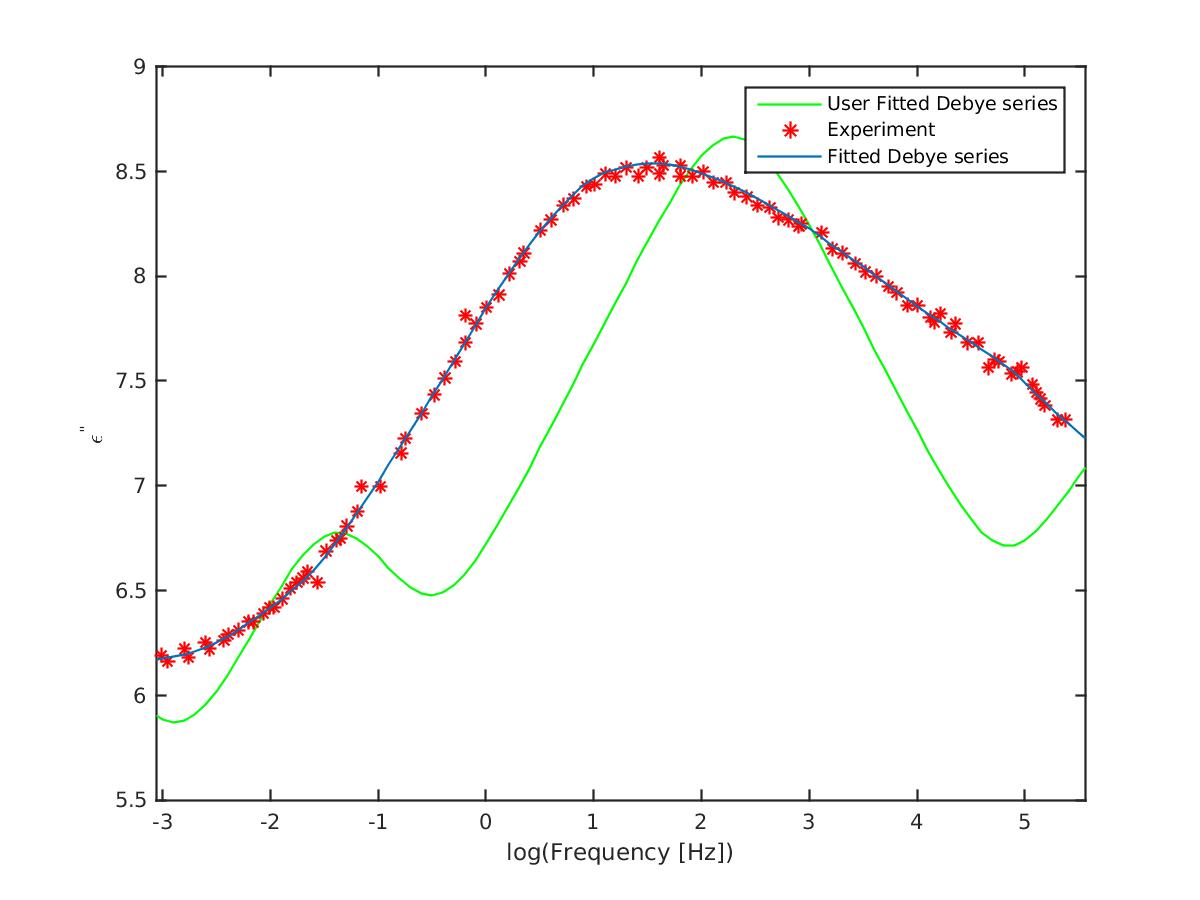 9
8.5
8
7.5
7
6.5
6
5.5
ϵ"
-3 -2 -1 0 1 2 3 4 5
log(Frequency [Hz])
User Fitted Debye series
Experiment
Fitted Debye series